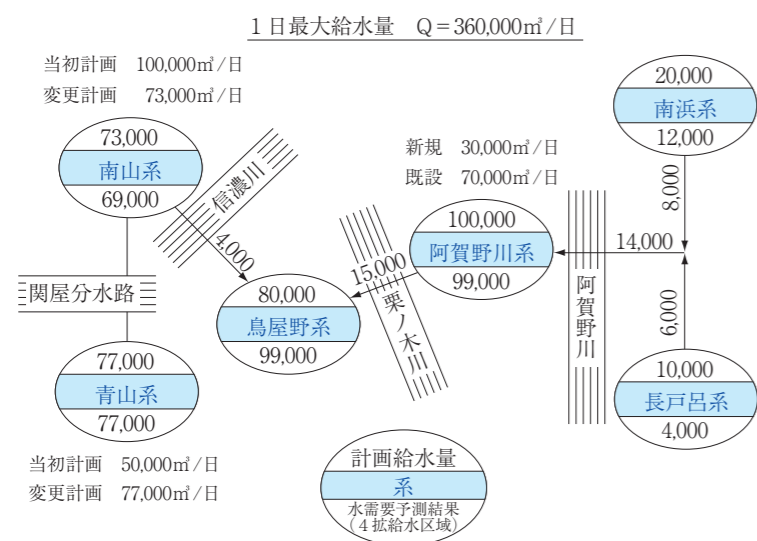 1日最大給水量 Q＝360,000㎥/日
当初計画 100,000㎥/日
変更計画 73,000㎥/日
73,000
南山系
69,000
信濃川
4,000
関屋分水路
77,000
青山系
77,000
当初計画 50,000㎥/日
変更計画 77,000㎥/日
80,000
鳥屋野系
99,000
15,000
栗ノ木川
新規 30,000㎥/日
既設 70,000㎥/日
100,000
阿賀野川系
99,000
14,000
阿賀野川
20,000
南浜系
12,000
8,000
6,000
10,000
長戸呂系
4,000
計画給水量
系
水需要予測結果
（4拡給水区域）